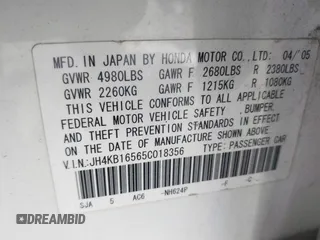 MFD. IN JAPAN BY HONDA MOTOR CO., LTD. 04/05
GVWR 4980LBS GAWR F 2680LBS R 2380LBS
GVWR 2260KG GAWR F 1215KG R 1080KG
THIS VEHICLE CONFORMS TO ALL APPLICABLE
FEDERAL MOTOR VEHICLE SAFETY, BUMPER,
AND THEFT PREVENTION STANDARDS IN EFFECT
ON THE DATE OF MANUFACTURE SHOWN ABOVE.
V.I.N.: JH4KB16565C018356 TYPE: PASSENGER CAR
SJA 5 AC6 -NH624P
DREAMBID